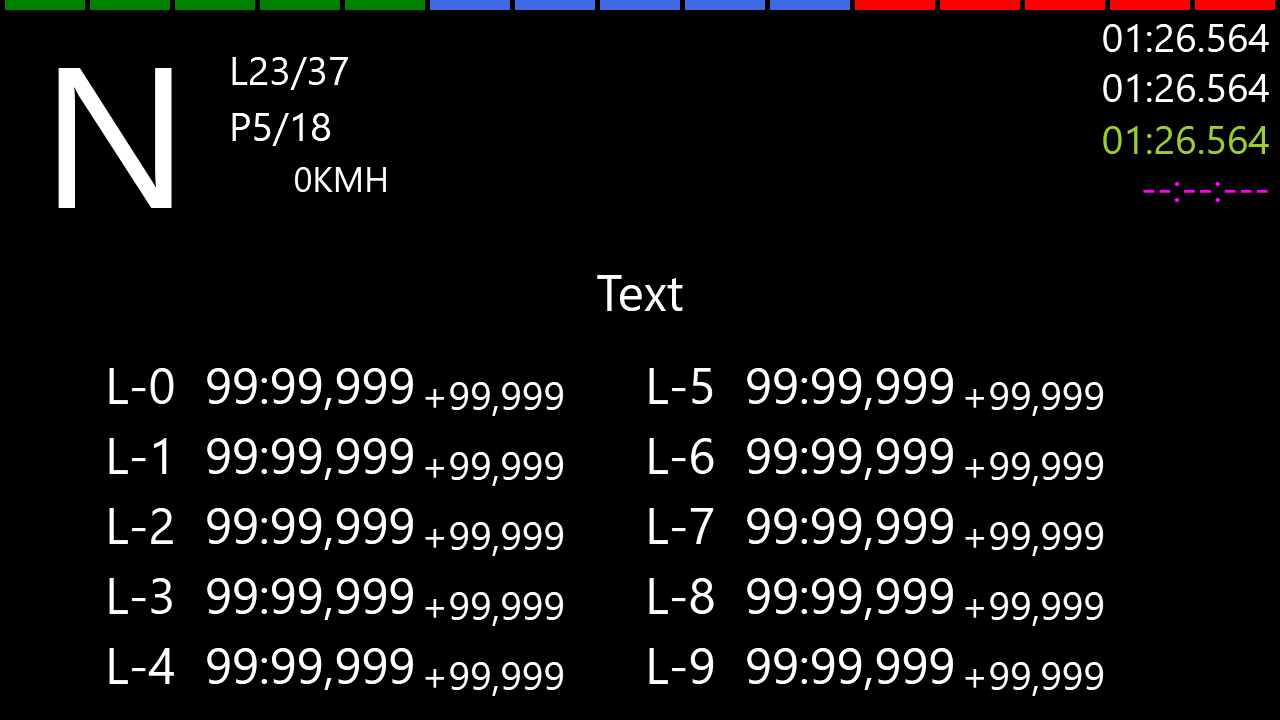 N
L23/37
P5/18
0KMH
01:26.564
01:26.564
01:26.564
--:--:---
Text
L-0 99:99,999 +99,999
L-1 99:99,999 +99,999
L-2 99:99,999 +99,999
L-3 99:99,999 +99,999
L-4 99:99,999 +99,999
L-5 99:99,999 +99,999
L-6 99:99,999 +99,999
L-7 99:99,999 +99,999
L-8 99:99,999 +99,999
L-9 99:99,999 +99,999